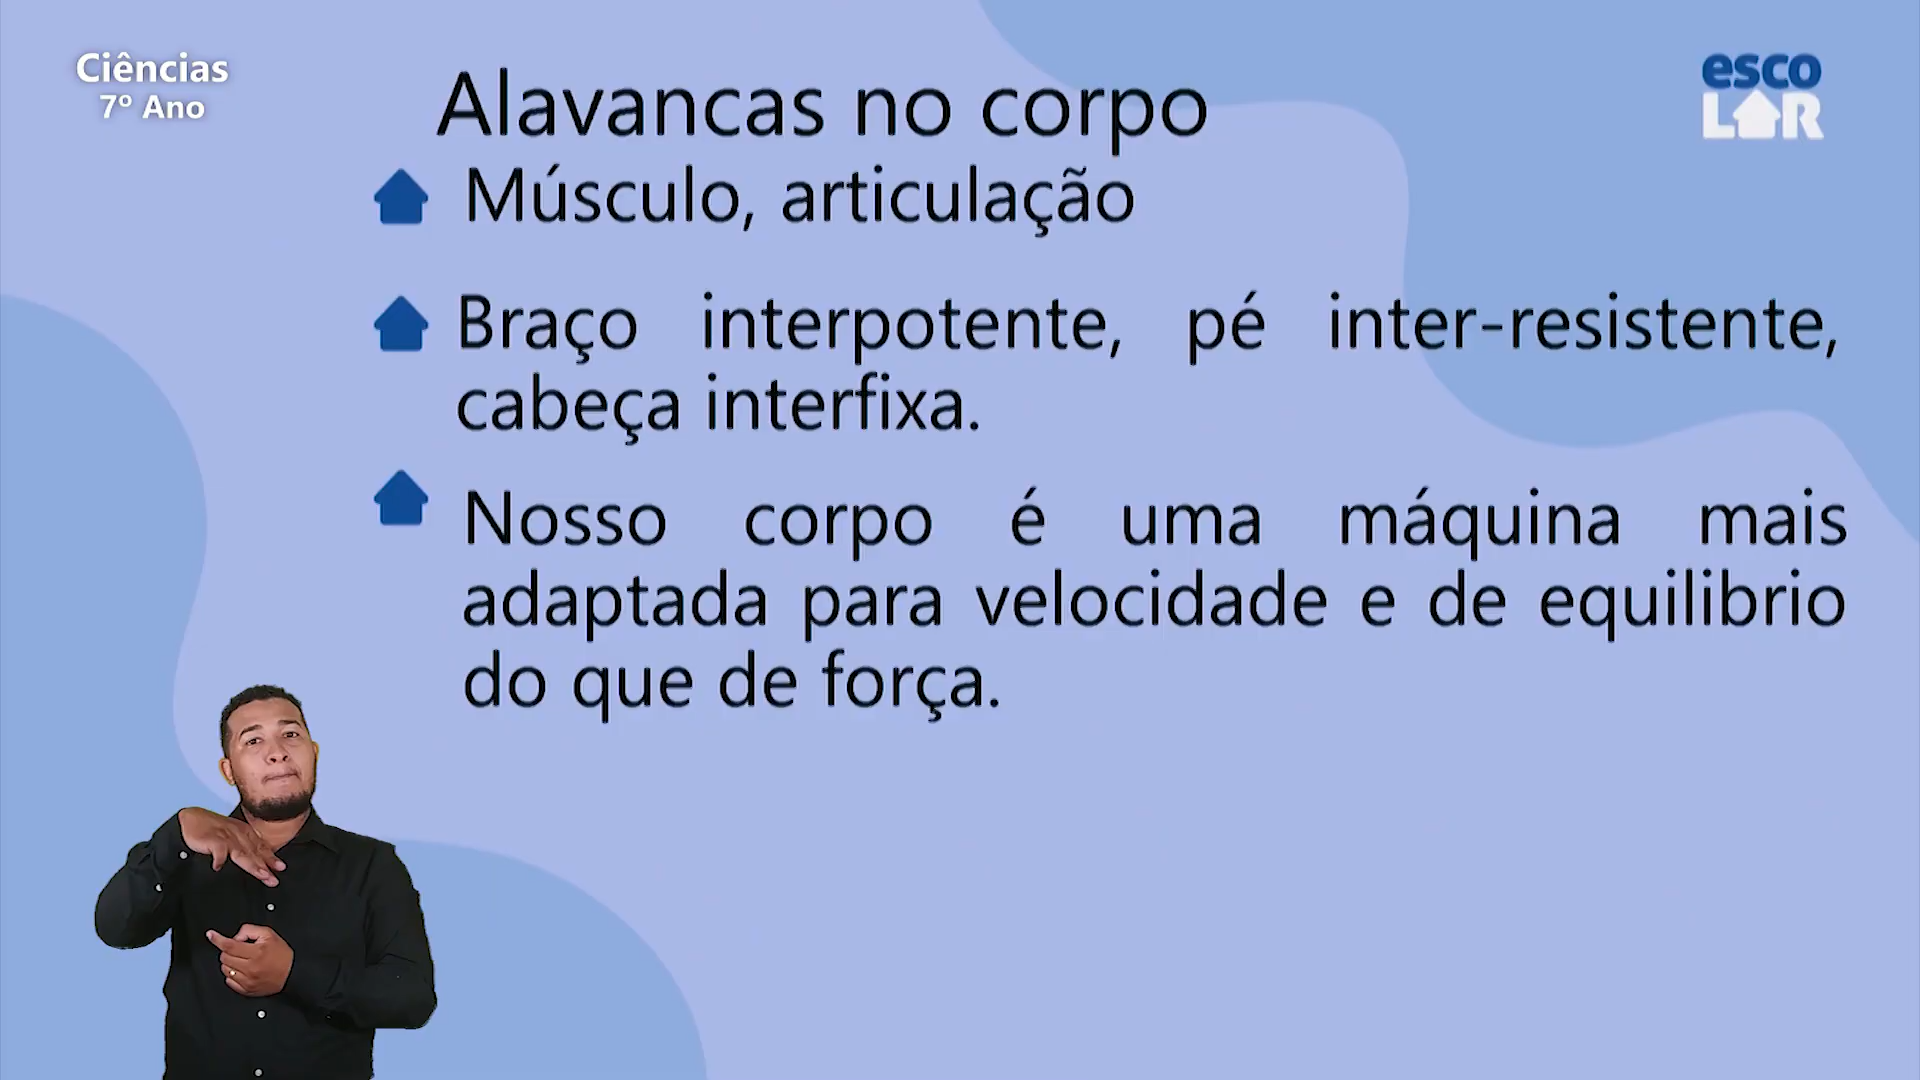 Ciências
7º Ano
esco
LAR
Alavancas no corpo
Músculo, articulação
Braço interpotente, pé inter-resistente,
cabeça interfixa.
Nosso corpo é uma máquina mais
adaptada para velocidade e de equilibrio
do que de força.